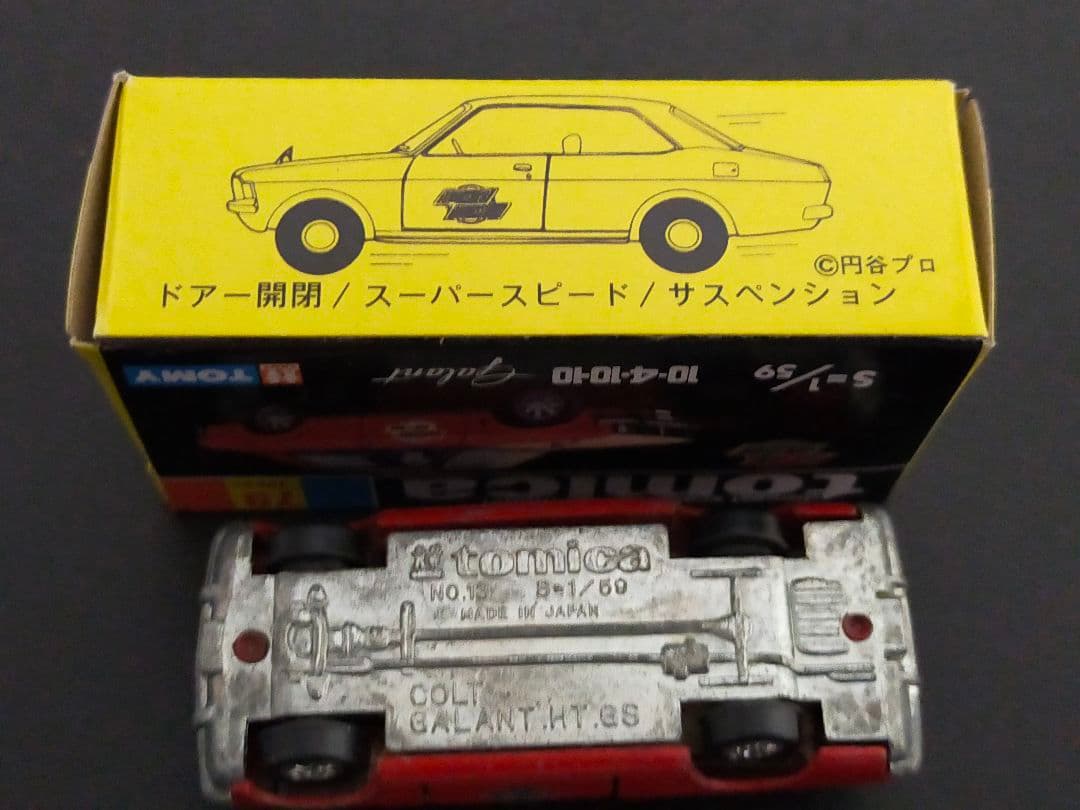 ©円谷プロ
ドアー開閉/スーパースピード/サスペンション
S=1/59
10-4・10・10
Galant
TOMY
tomica
tomica
NO.13 S=1/59
MADE IN JAPAN
COLT
GALANT.HT.GS